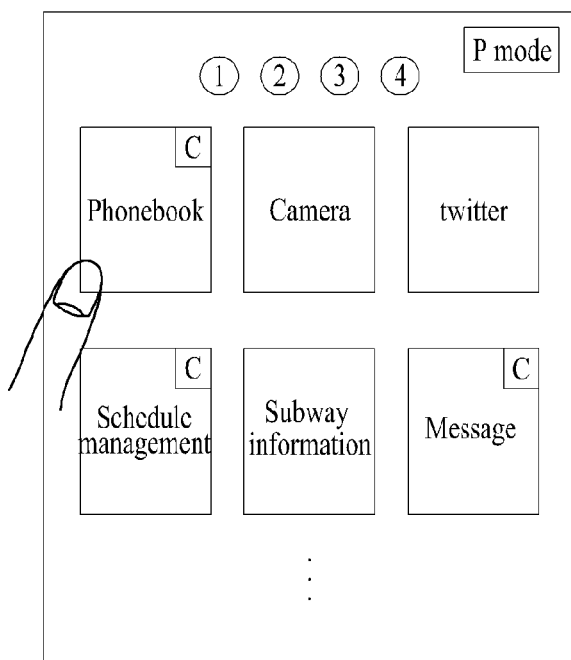 P mode
1 2 3 4
C
Phonebook
Camera
twitter
C
Schedule
management
Subway
information
C
Message